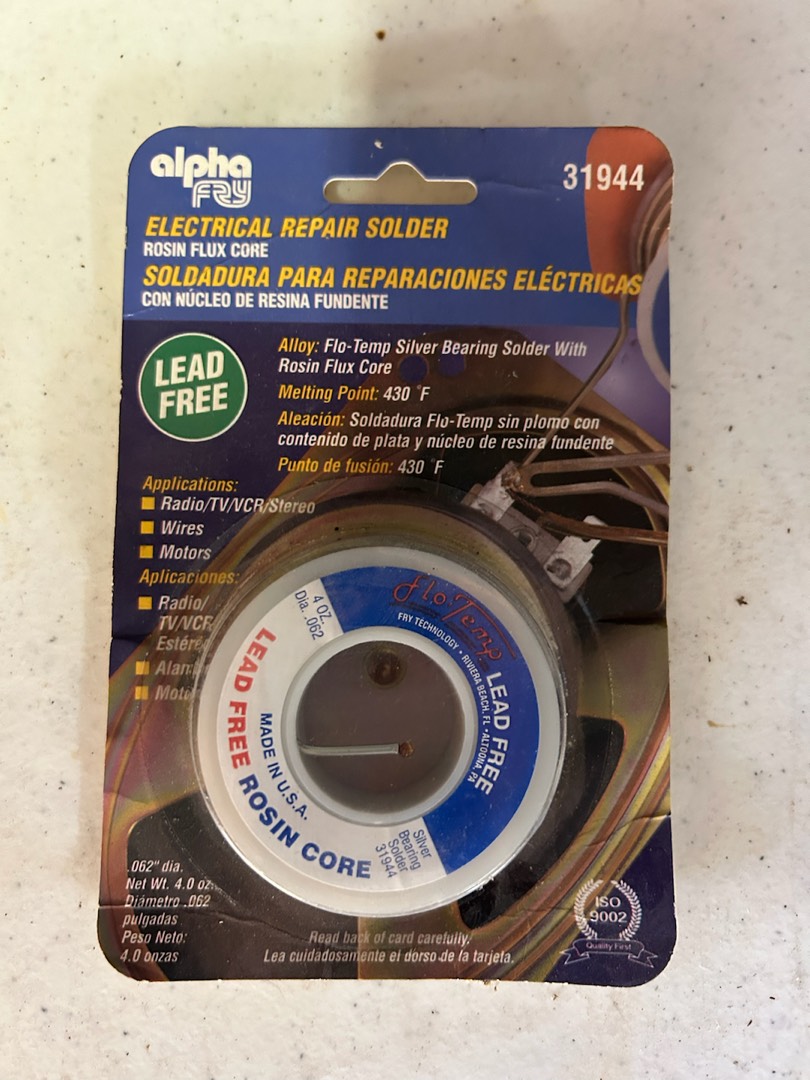 alpha
FRY
31944
ELECTRICAL REPAIR SOLDER
ROSIN FLUX CORE
SOLDADURA PARA REPARACIONES ELÉCTRICAS
CON NÚCLEO DE RESINA FUNDENTE
LEAD
FREE
Alloy: Flo-Temp Silver Bearing Solder With
Rosin Flux Core
Melting Point: 430 °F
Aleación: Soldadura Flo-Temp sin plomo con
contenido de plata y núcleo de resina fundente
Punto de fusión: 430 °F
Applications:
Radio/TV/VCR/Stereo
Wires
Motors
Aplicaciones:
Radio/
TV/VCR
Estéreo
4 OZ.
Dia. .062
Flo Temp
FRY TECHNOLOGY • RIVIERA BEACH, FL • ALTOONA, PA
LEAD FREE
LEAD FREE ROSIN CORE
MADE IN U.S.A.
Silver
Bearing
Solder
31944
.062" dia.
Net Wt. 4.0 oz.
Diámetro .062
pulgadas
Peso Neto:
4.0 onzas
Read back of card carefully.
Lea cuidadosamente el dorso de la tarjeta.
ISO
9002
Quality First